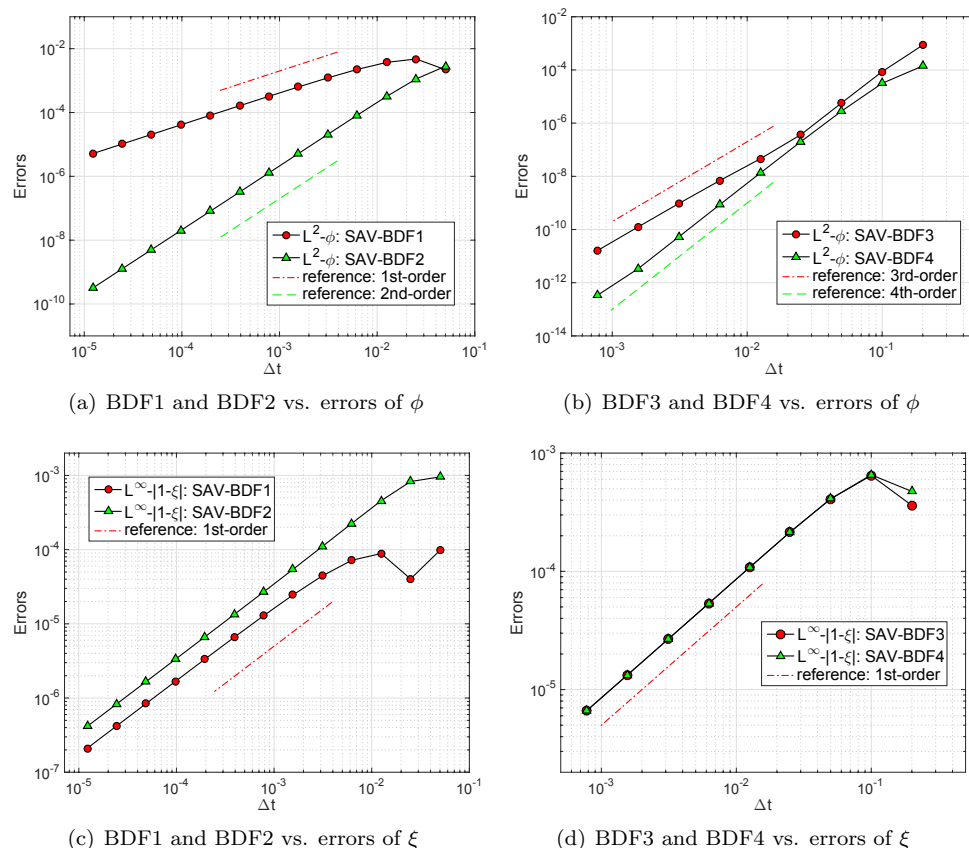 10^-2
10^-4
10^-6
10^-8
10^-10
Errors
L^2-ϕ: SAV-BDF1
L^2-ϕ: SAV-BDF2
reference: 1st-order
reference: 2nd-order
10^-5
10^-4
10^-3
10^-2
10^-1
Δt
(a) BDF1 and BDF2 vs. errors of ϕ
10^-2
10^-4
10^-6
10^-8
10^-10
10^-12
10^-14
Errors
L^2-ϕ: SAV-BDF3
L^2-ϕ: SAV-BDF4
reference: 3rd-order
reference: 4th-order
10^-3
10^-2
10^-1
Δt
(b) BDF3 and BDF4 vs. errors of ϕ
10^-3
10^-4
10^-5
10^-6
10^-7
Errors
L^∞-|1-ξ|: SAV-BDF1
L^∞-|1-ξ|: SAV-BDF2
reference: 1st-order
10^-5
10^-4
10^-3
10^-2
10^-1
Δt
(c) BDF1 and BDF2 vs. errors of ξ
10^-3
10^-4
10^-5
Errors
L^∞-|1-ξ|: SAV-BDF3
L^∞-|1-ξ|: SAV-BDF4
reference: 1st-order
10^-3
10^-2
10^-1
Δt
(d) BDF3 and BDF4 vs. errors of ξ